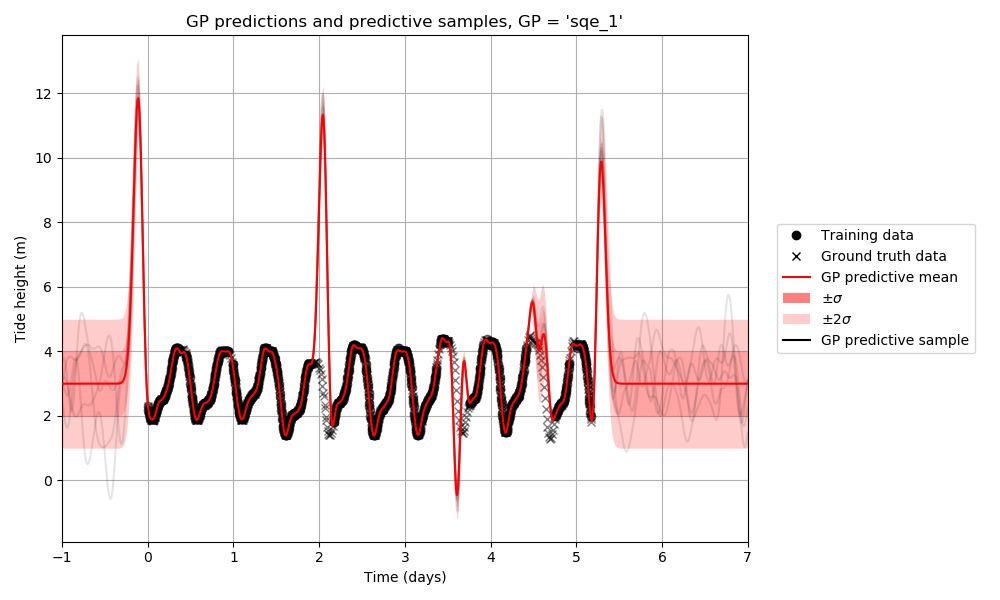 GP predictions and predictive samples, GP = 'sqe_1'
Tide height (m)
12
10
8
6
4
2
0
−1
0
1
2
3
4
5
6
7
Time (days)
Training data
Ground truth data
GP predictive mean
±σ
±2σ
GP predictive sample